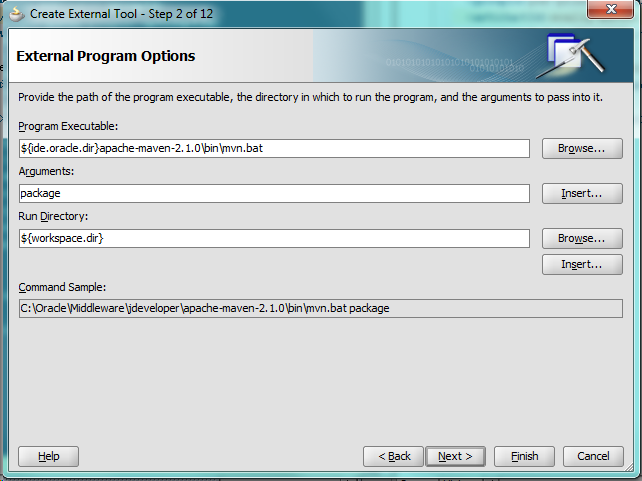 Create External Tool - Step 2 of 12
External Program Options
010101010101010101010101
0101010101
Provide the path of the program executable, the directory in which to run the program, and the arguments to pass into it.
Program Executable:
${ide.oracle.dir}apache-maven-2.1.0\bin\mvn.bat
Browse...
Arguments:
package
Insert...
Run Directory:
${workspace.dir}
Browse...
Insert...
Command Sample:
C:\Oracle\Middleware\jdeveloper\apache-maven-2.1.0\bin\mvn.bat package
Help
< Back
Next >
Finish
Cancel